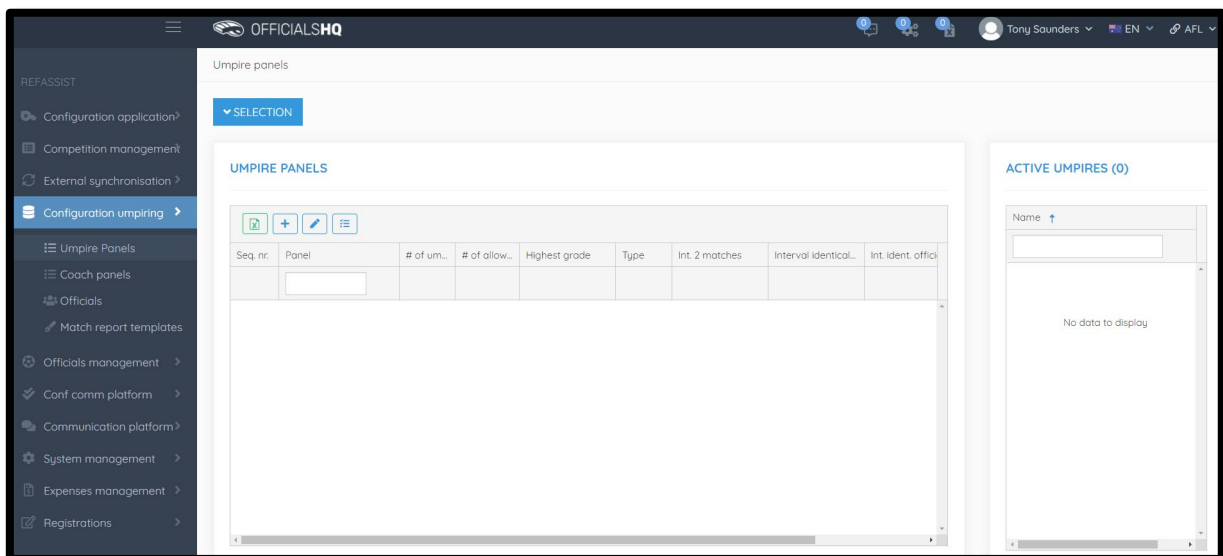 OFFICIALSHQ
0 0 0 Tony Saunders EN AFL
REFASSIST
Configuration application
Competition management
External synchronisation
Configuration umpiring
Umpire Panels
Coach panels
Officials
Match report templates
Officials management
Conf comm platform
Communication platform
System management
Expenses management
Registrations
Umpire panels
SELECTION
UMPIRE PANELS
Seq. nr. Panel # of um... # of allow... Highest grade Type Int. 2 matches Interval identical... Int. ident. offici
ACTIVE UMPIRES (0)
Name
No data to display